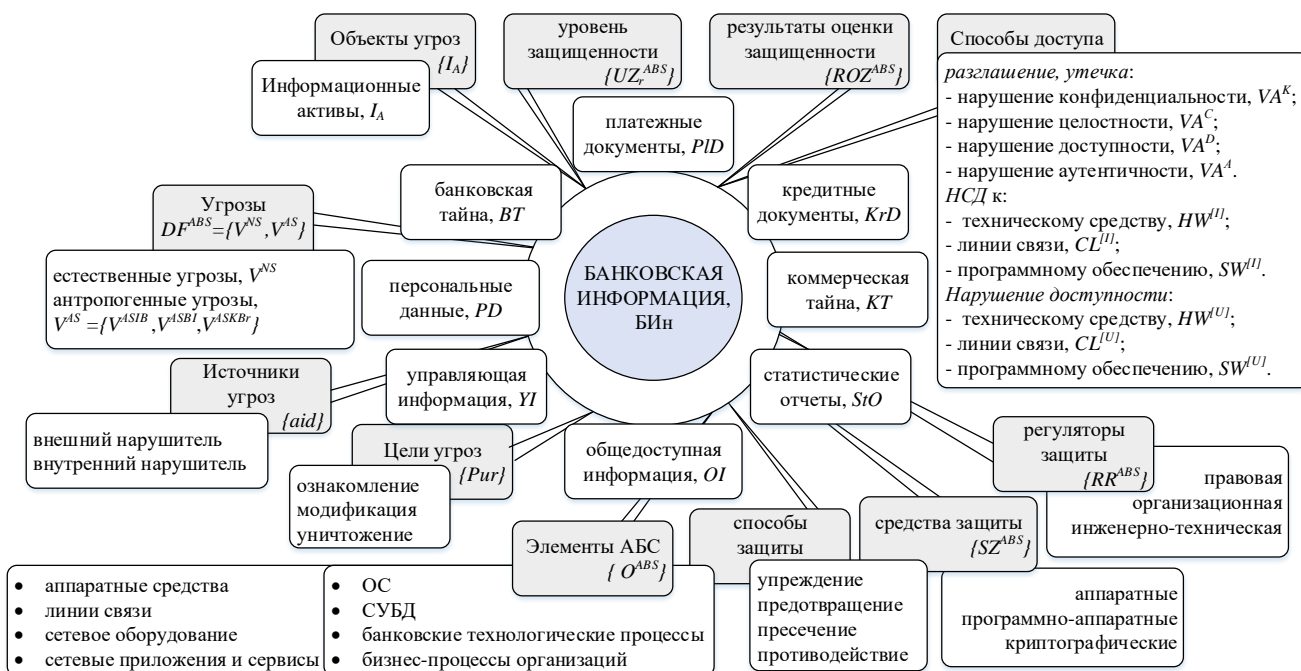 Объекты угроз
{I_A}
Информационные
активы, I_A
уровень
защищенности
{UZ_r^ABS}
результаты оценки
защищенности
{ROZ^ABS}
Способы доступа
разглашение, утечка:
- нарушение конфиденциальности, VA^K;
- нарушение целостности, VA^C;
- нарушение доступности, VA^D;
- нарушение аутентичности, VA^A.
НСД к:
- техническому средству, HW^[I];
- линии связи, CL^[I];
- программному обеспечению, SW^[I].
Нарушение доступности:
- техническому средству, HW^[U];
- линии связи, CL^[U];
- программному обеспечению, SW^[U].
платежные
документы, PlD
банковская
тайна, BT
кредитные
документы, KrD
Угрозы
DF^ABS={V^NS,V^AS}
естественные угрозы, V^NS
антропогенные угрозы,
V^AS={V^ASIB,V^ASBI,V^ASKBr}
персональные
данные, PD
БАНКОВСКАЯ
ИНФОРМАЦИЯ,
БИн
коммерческая
тайна, KT
Источники
угроз
{aid}
внешний нарушитель
внутренний нарушитель
управляющая
информация, YI
статистические
отчеты, StO
Цели угроз
{Pur}
ознакомление
модификация
уничтожение
общедоступная
информация, OI
регуляторы
защиты
{RR^ABS}
правовая
организационная
инженерно-техническая
Элементы АБС
{ O^ABS}
• аппаратные средства
• линии связи
• сетевое оборудование
• сетевые приложения и сервисы
• ОС
• СУБД
• банковские технологические процессы
• бизнес-процессы организаций
способы
защиты
упреждение
предотвращение
пресечение
противодействие
средства защиты
{SZ^ABS}
аппаратные
программно-аппаратные
криптографические